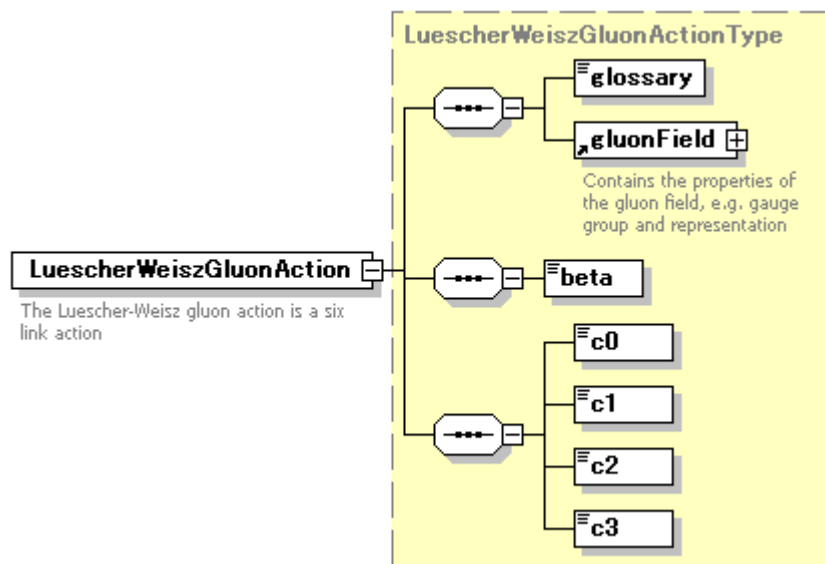 LuescherWeiszGluonActionType
glossary
gluonField
Contains the properties of
the gluon field, e.g. gauge
group and representation
LuescherWeiszGluonAction
The Luescher-Weisz gluon action is a six
link action
beta
c0
c1
c2
c3